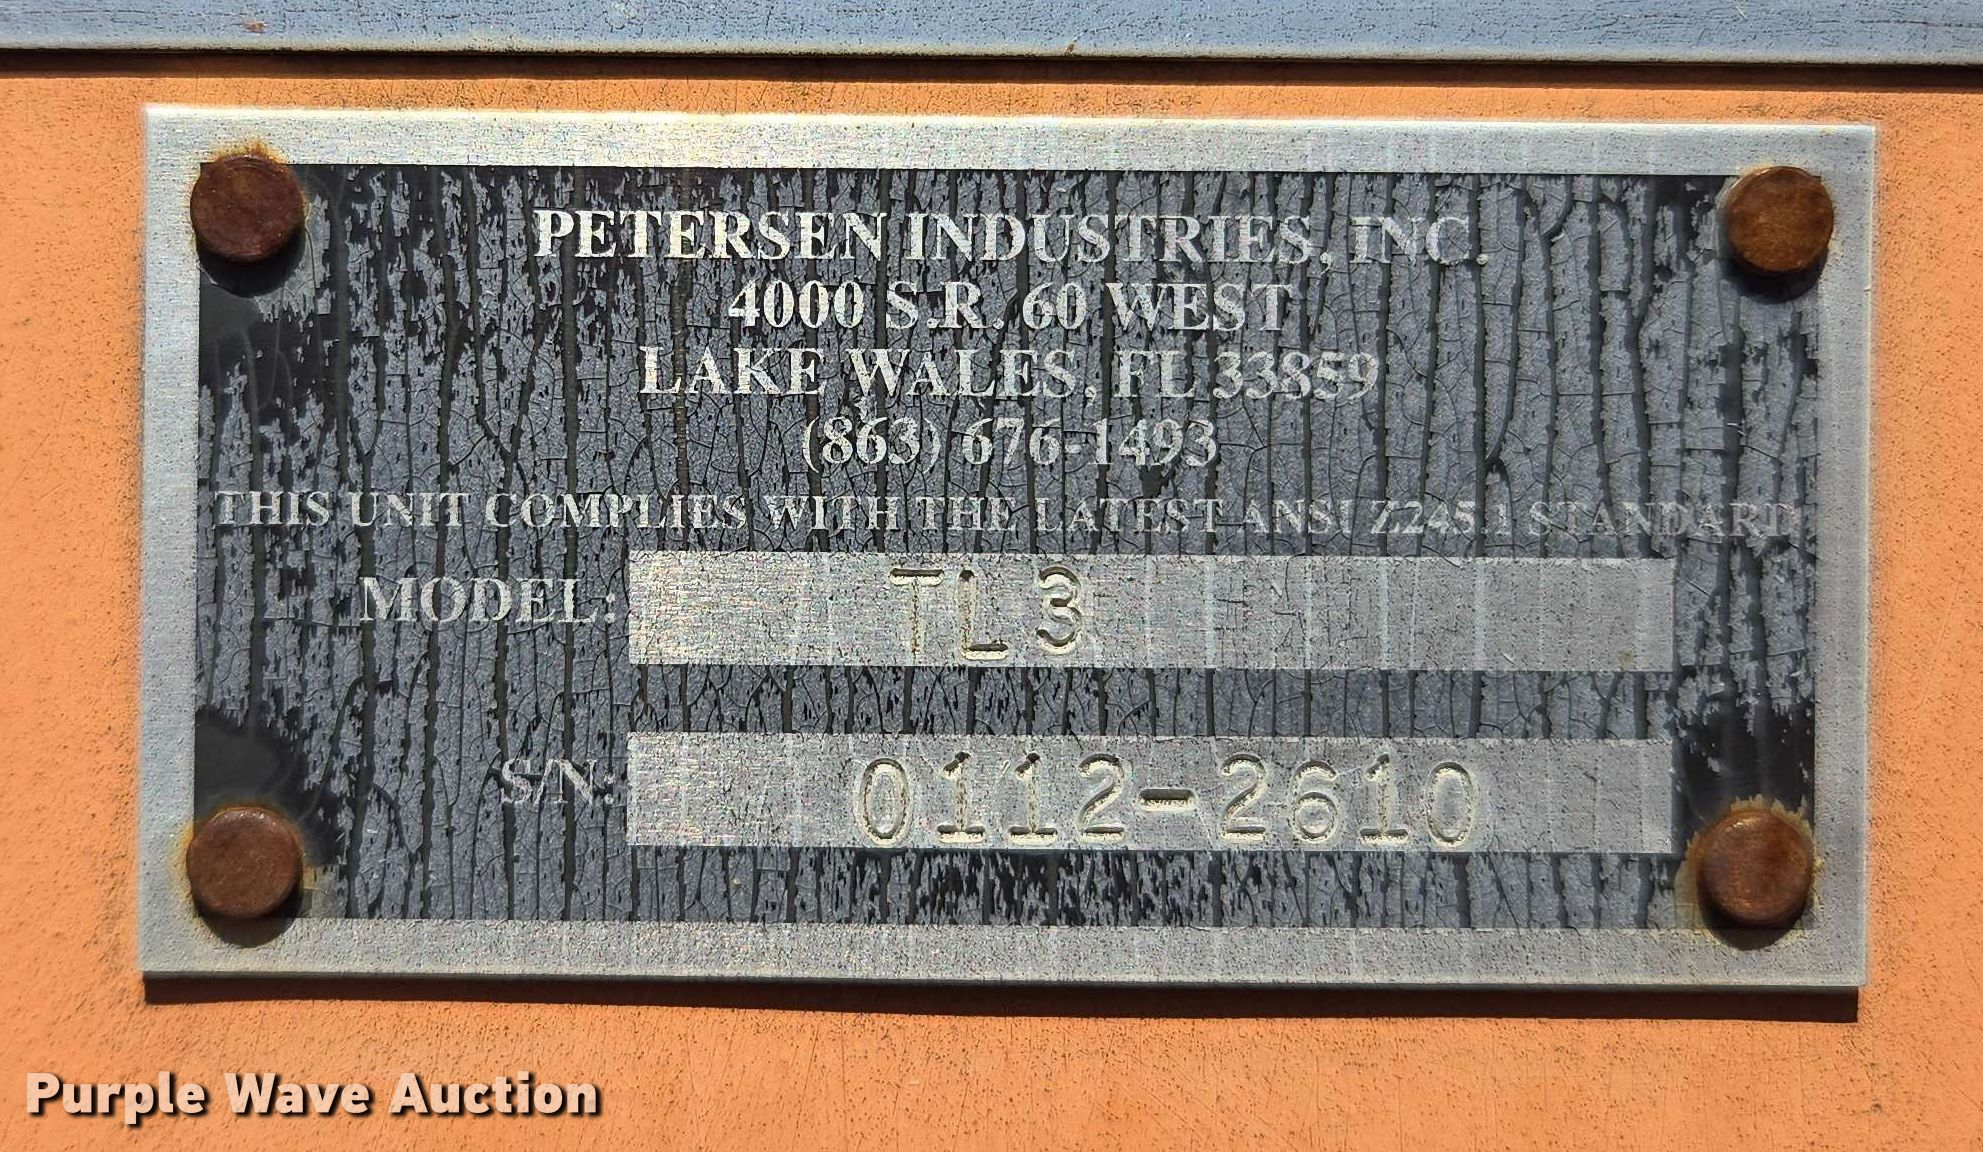 PETERSEN INDUSTRIES, INC.
4000 S.R. 60 WEST
LAKE WALES, FL 33859
(863) 676-1493
THIS UNIT COMPLIES WITH THE LATEST ANSI Z245.1 STANDARD
MODEL: TL3
S/N: 0112-2610
Purple Wave Auction